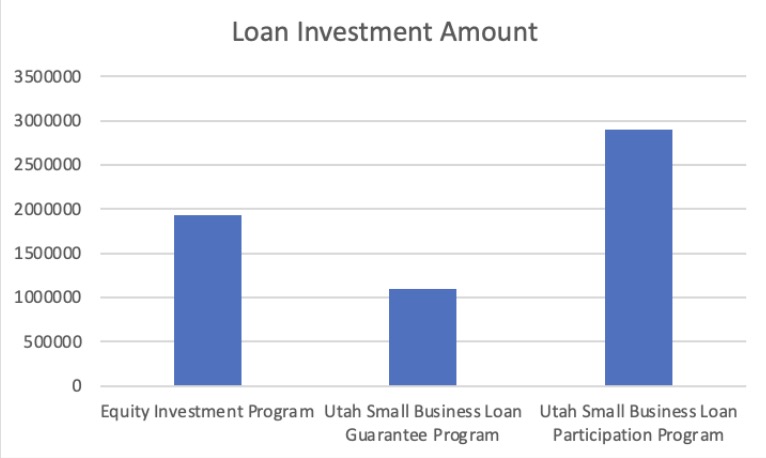 Loan Investment Amount
3500000
3000000
2500000
2000000
1500000
1000000
500000
0
Equity Investment Program
Utah Small Business Loan
Guarantee Program
Utah Small Business Loan
Participation Program